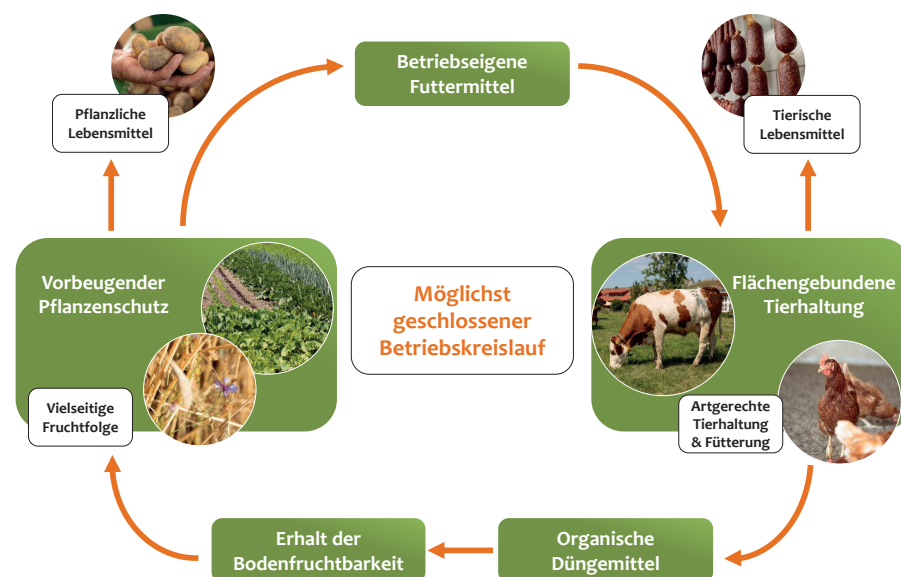 Betriebseigene
Futtermittel
Pflanzliche
Lebensmittel
Tierische
Lebensmittel
Vorbeugender
Pflanzenschutz
Möglichst
geschlossener
Betriebskreislauf
Flächengebundene
Tierhaltung
Vielseitige
Fruchtfolge
Artgerechte
Tierhaltung
& Fütterung
Erhalt der
Bodenfruchtbarkeit
Organische
Düngemittel